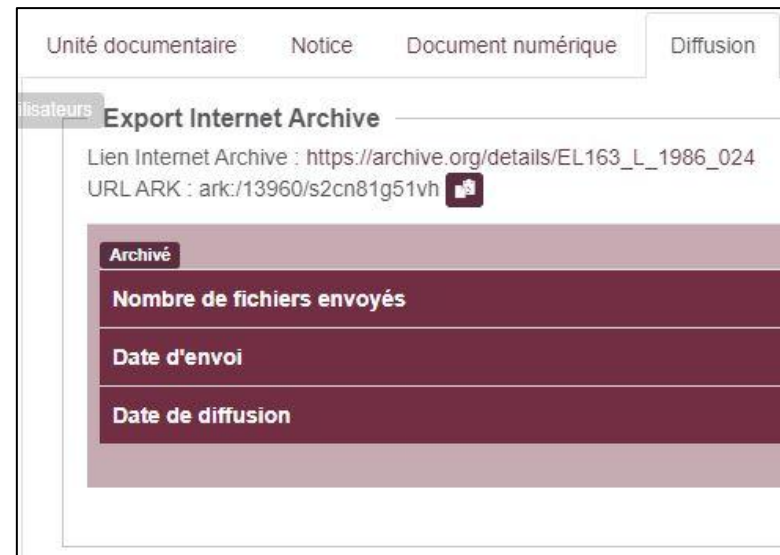 Unité documentaire Notice Document numérique Diffusion
ilisateurs
Export Internet Archive
Lien Internet Archive : https://archive.org/details/EL163_L_1986_024
URL ARK : ark:/13960/s2cn81g51vh
Archivé
Nombre de fichiers envoyés
Date d'envoi
Date de diffusion